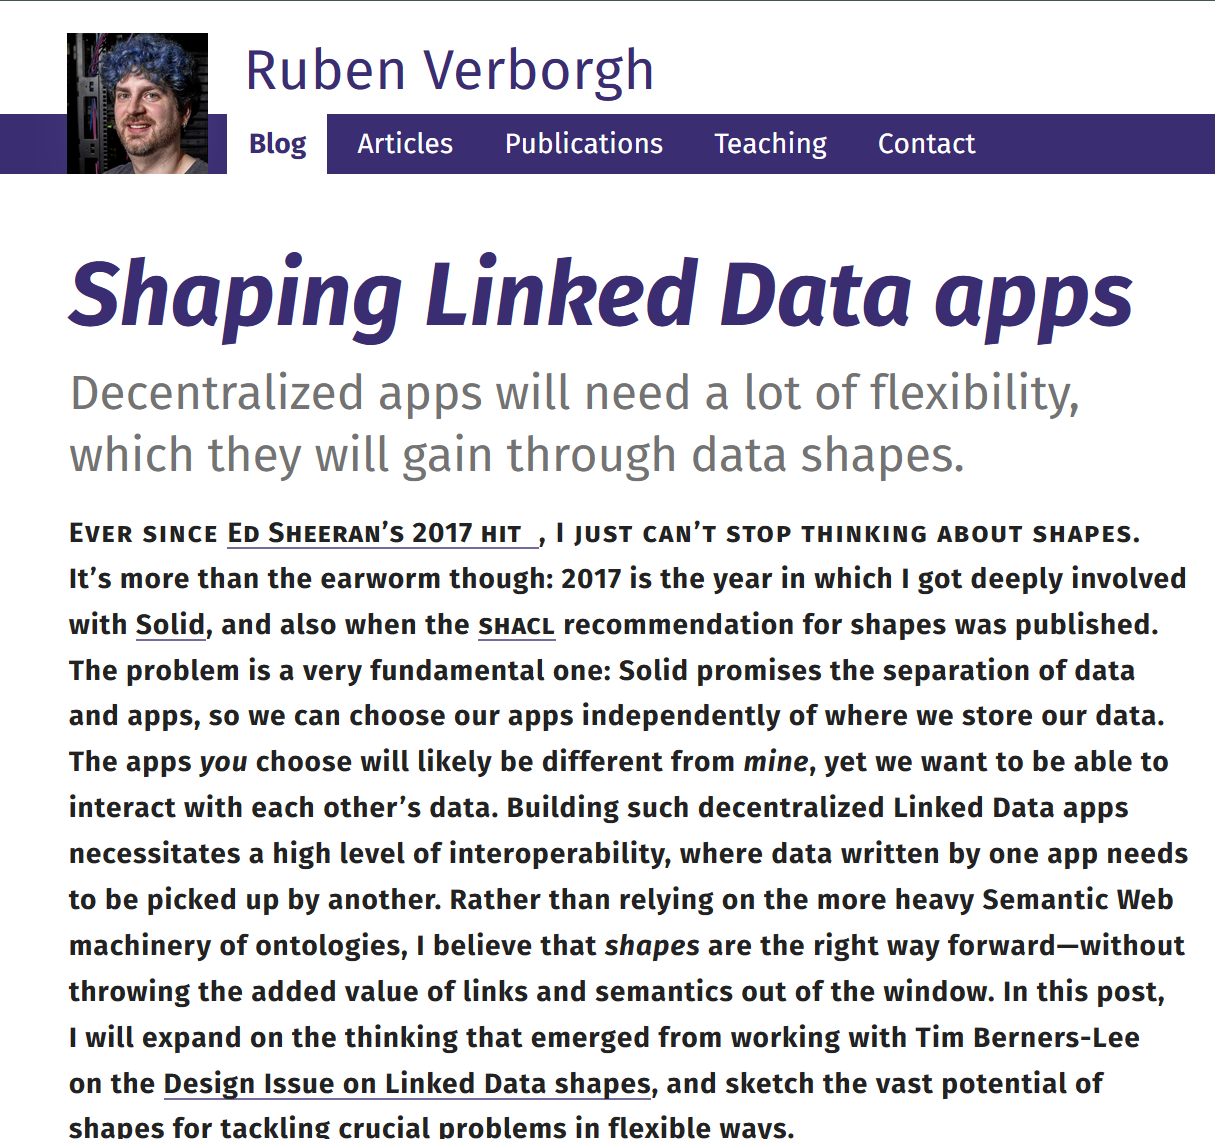 Ruben Verborgh
Blog Articles Publications Teaching Contact
Shaping Linked Data apps
Decentralized apps will need a lot of flexibility,
which they will gain through data shapes.
Ever since Ed Sheeran’s 2017 hit , I just can’t stop thinking about shapes.
It’s more than the earworm though: 2017 is the year in which I got deeply involved
with Solid, and also when the SHACL recommendation for shapes was published.
The problem is a very fundamental one: Solid promises the separation of data
and apps, so we can choose our apps independently of where we store our data.
The apps you choose will likely be different from mine, yet we want to be able to
interact with each other’s data. Building such decentralized Linked Data apps
necessitates a high level of interoperability, where data written by one app needs
to be picked up by another. Rather than relying on the more heavy Semantic Web
machinery of ontologies, I believe that shapes are the right way forward—without
throwing the added value of links and semantics out of the window. In this post,
I will expand on the thinking that emerged from working with Tim Berners-Lee
on the Design Issue on Linked Data shapes, and sketch the vast potential of
shapes for tackling crucial problems in flexible ways.